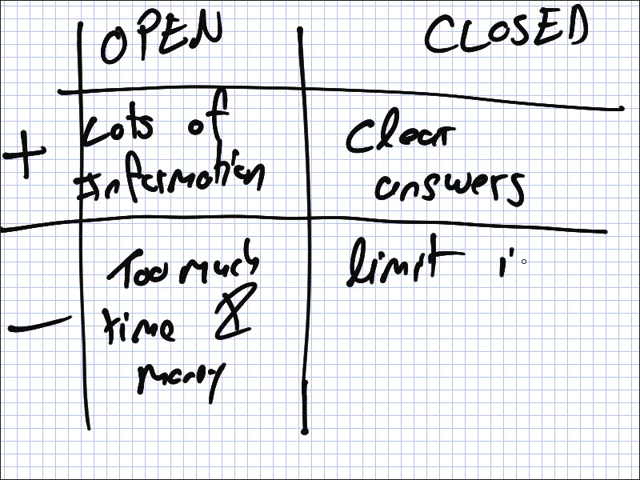 OPEN CLOSED
+ Lots of Information
Clear answers
- Too much time & money
limit i